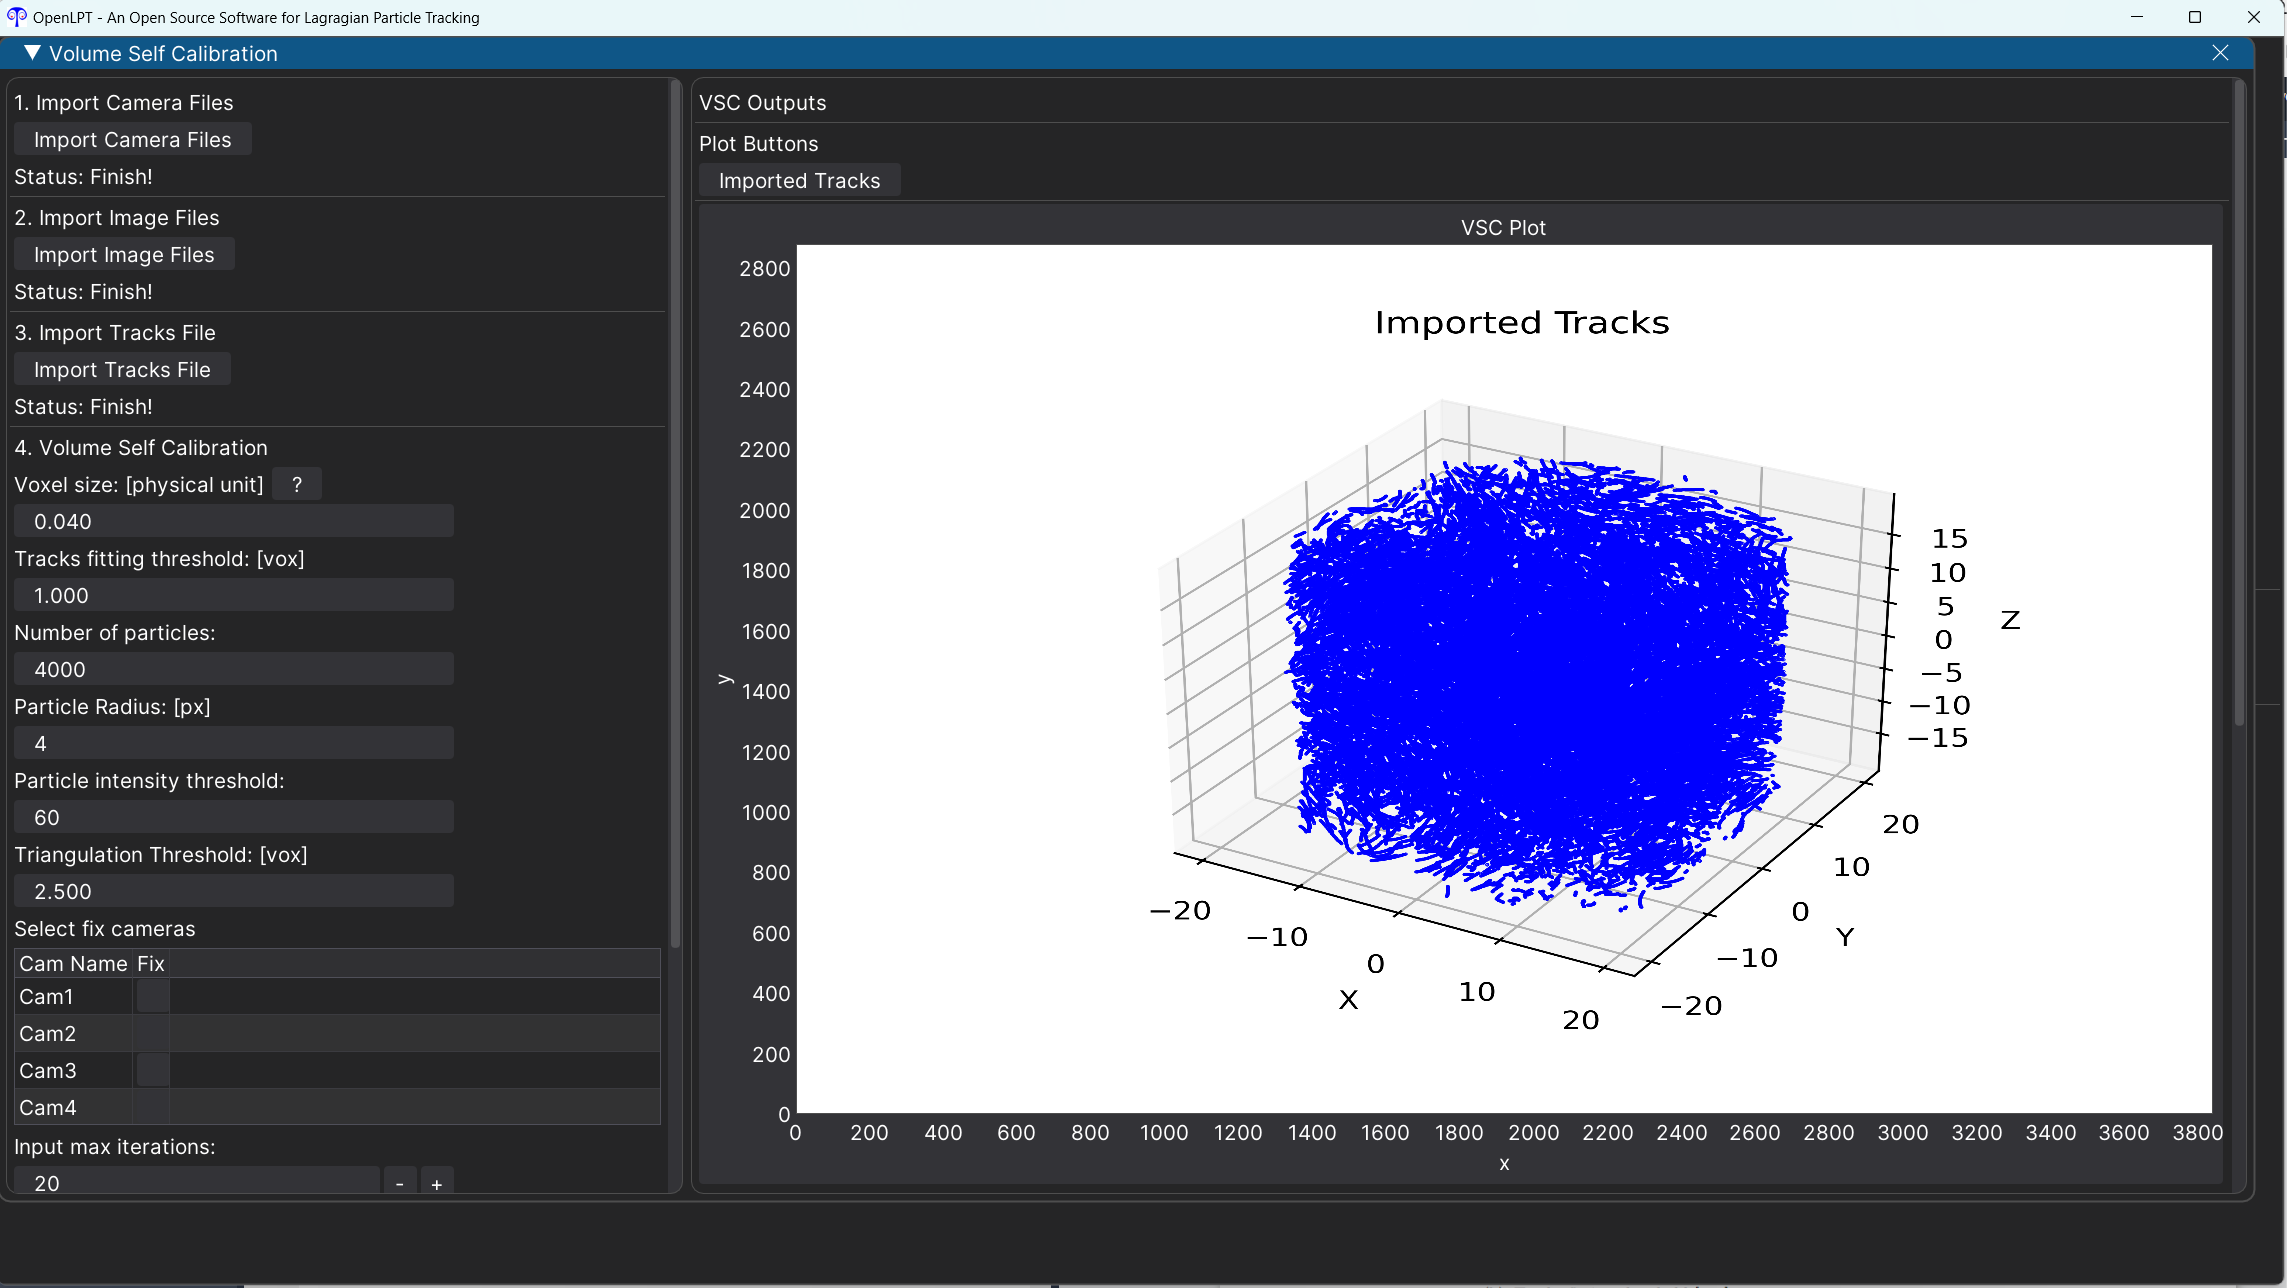 OpenLPT - An Open Source Software for Lagragian Particle Tracking
Volume Self Calibration
1. Import Camera Files
Import Camera Files
Status: Finish!
2. Import Image Files
Import Image Files
Status: Finish!
3. Import Tracks File
Import Tracks File
Status: Finish!
4. Volume Self Calibration
Voxel size: [physical unit] ?
0.040
Tracks fitting threshold: [vox]
1.000
Number of particles:
4000
Particle Radius: [px]
4
Particle intensity threshold:
60
Triangulation Threshold: [vox]
2.500
Select fix cameras
Cam Name Fix
Cam1
Cam2
Cam3
Cam4
Input max iterations:
20 - +
VSC Outputs
Plot Buttons
Imported Tracks
VSC Plot
Imported Tracks
2800
2600
2400
2200
2000
1800
1600
1400
1200
1000
800
600
400
200
0
y
0 200 400 600 800 1000 1200 1400 1600 1800 2000 2200 2400 2600 2800 3000 3200 3400 3600 3800
x
15
10
5
0
−5
−10
−15
Z
20
10
0
−10
−20
Y
−20
−10
0
10
20
X